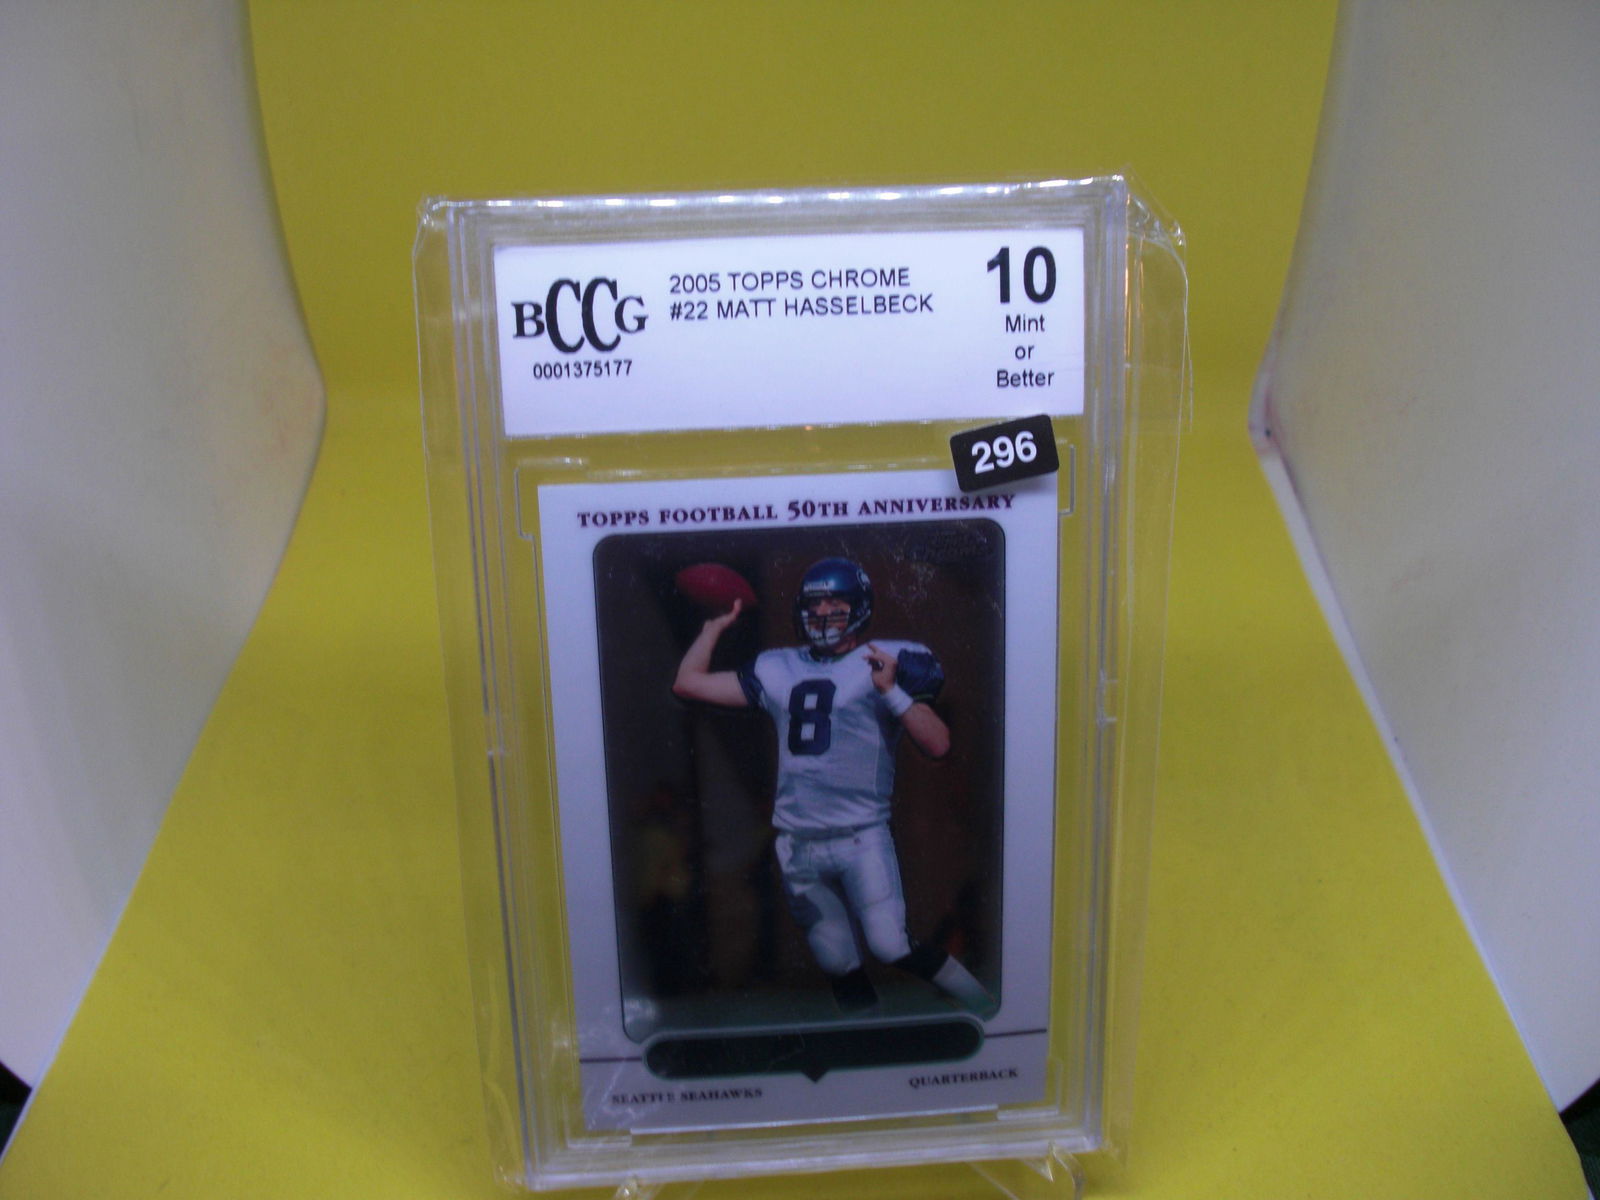 BCCG
0001375177
2005 TOPPS CHROME
#22 MATT HASSELBECK
10
Mint
or
Better
296
TOPPS FOOTBALL 50TH ANNIVERSARY
Chrome
8
SEATTLE SEAHAWKS
QUARTERBACK